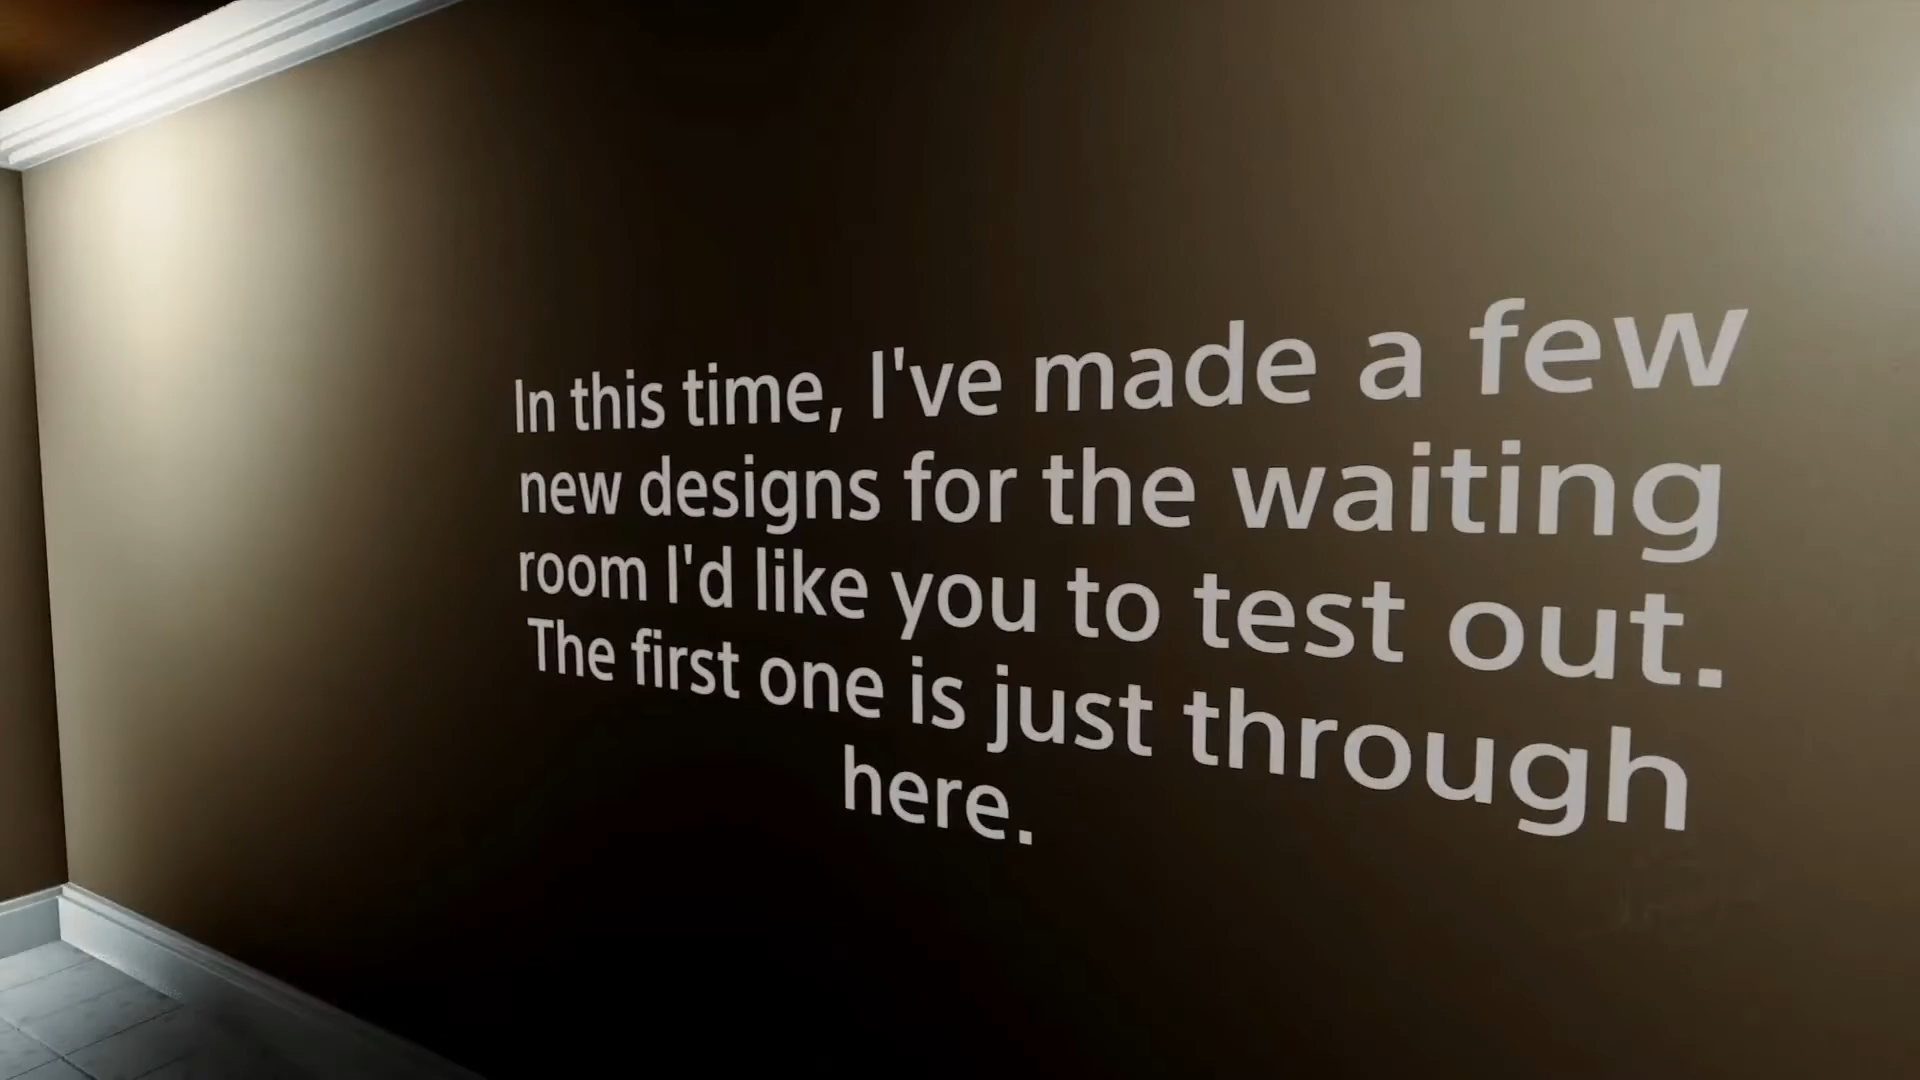 In this time, I've made a few
new designs for the waiting
room I'd like you to test out.
The first one is just through
here.